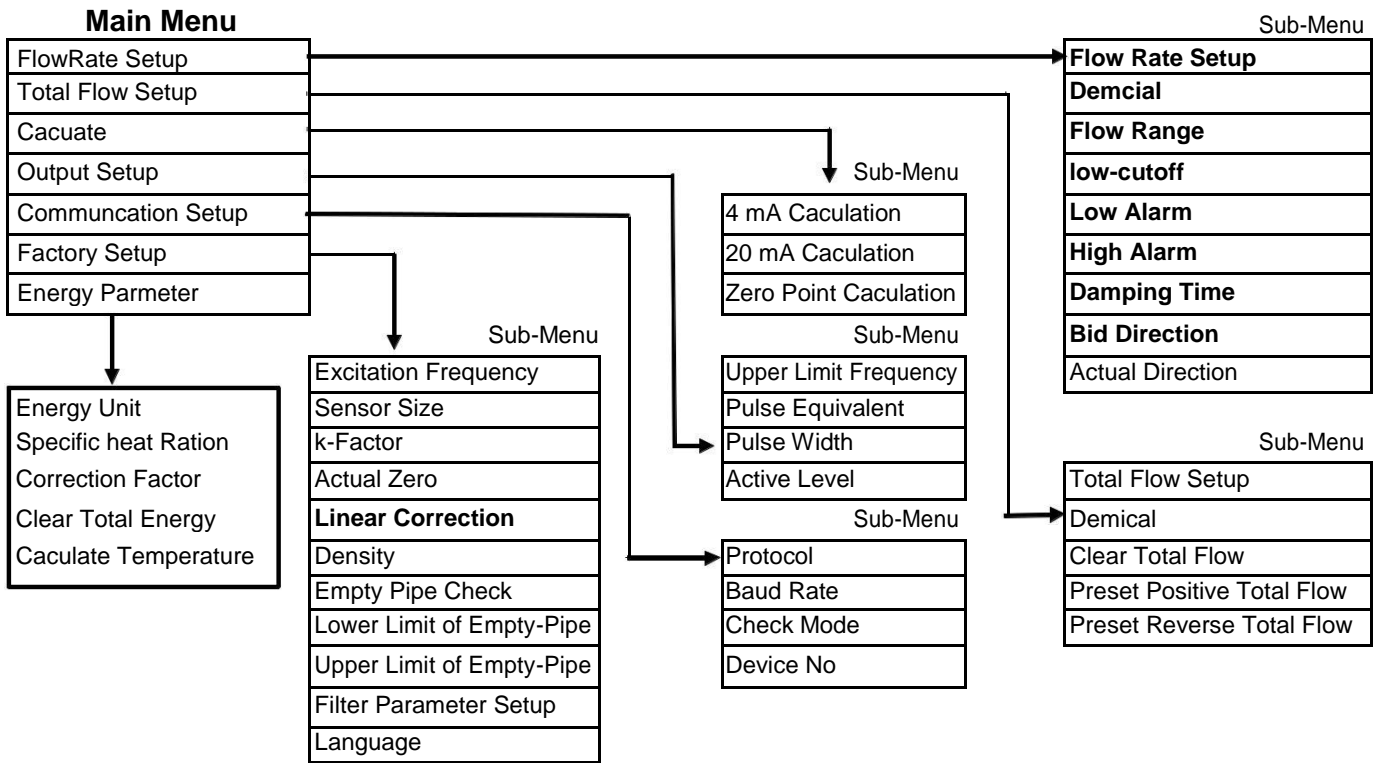 Main Menu
FlowRate Setup
Total Flow Setup
Cacuate
Output Setup
Communcation Setup
Factory Setup
Energy Parmeter
Energy Unit
Specific heat Ration
Correction Factor
Clear Total Energy
Caculate Temperature
Sub-Menu
Excitation Frequency
Sensor Size
k-Factor
Actual Zero
Linear Correction
Density
Empty Pipe Check
Lower Limit of Empty-Pipe
Upper Limit of Empty-Pipe
Filter Parameter Setup
Language
Sub-Menu
4 mA Caculation
20 mA Caculation
Zero Point Caculation
Sub-Menu
Upper Limit Frequency
Pulse Equivalent
Pulse Width
Active Level
Sub-Menu
Protocol
Baud Rate
Check Mode
Device No
Sub-Menu
Flow Rate Setup
Demcial
Flow Range
low-cutoff
Low Alarm
High Alarm
Damping Time
Bid Direction
Actual Direction
Sub-Menu
Total Flow Setup
Demical
Clear Total Flow
Preset Positive Total Flow
Preset Reverse Total Flow